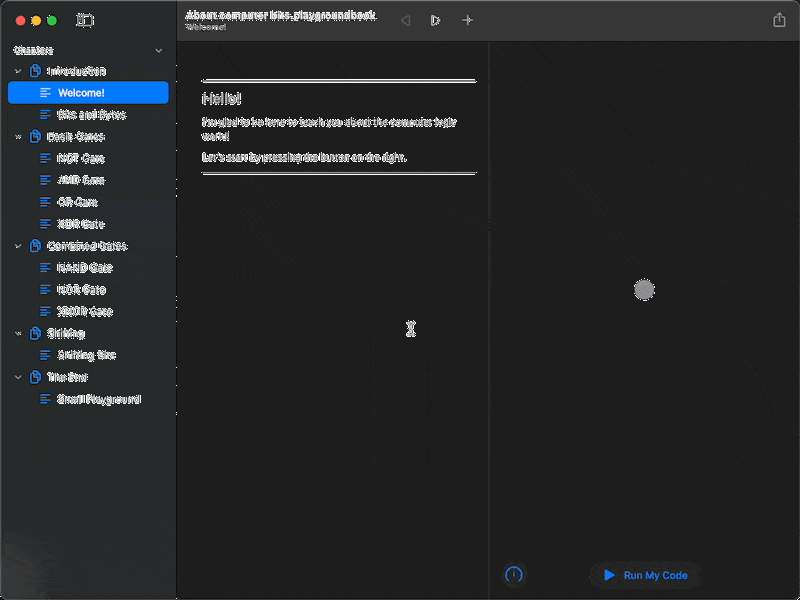 About computer bits.playgroundbook
Welcome!
Chapters
Introduction
Welcome!
Bits and Bytes
Basic Gates
NOT Gate
AND Gate
OR Gate
XOR Gate
Combined Gates
NAND Gate
NOR Gate
XNOR Gate
Shifting
Shifting Bits
The End
Small Playground
Hello!
I'm glad to be here to teach you about the computer logic
world!
Let's start by pressing the button on the right.
Run My Code